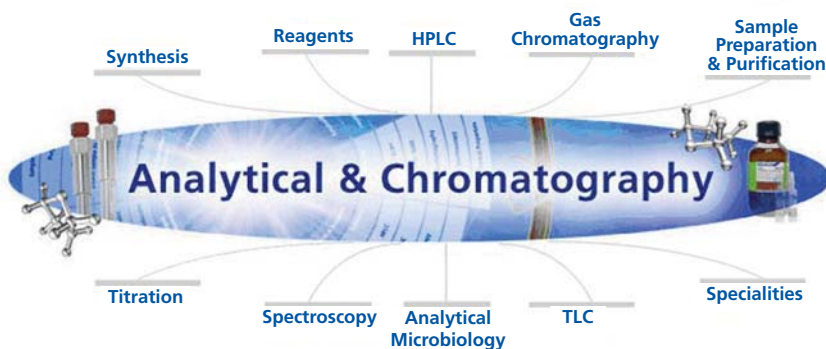 Synthesis
Reagents
HPLC
Gas
Chromatography
Sample
Preparation
& Purification
Analytical & Chromatography
Titration
Spectroscopy
Analytical
Microbiology
TLC
Specialities